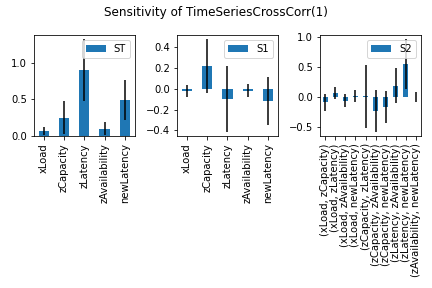 Sensitivity of TimeSeriesCrossCorr(1)
ST
1.0
0.5
0.0
xLoad
zCapacity
zLatency
zAvailability
newLatency
S1
0.4
0.2
0.0
−0.2
−0.4
xLoad
zCapacity
zLatency
zAvailability
newLatency
S2
1.0
0.5
0.0
−0.5
(xLoad, zCapacity)
(xLoad, zLatency)
(xLoad, zAvailability)
(xLoad, newLatency)
(zCapacity, zLatency)
(zCapacity, zAvailability)
(zCapacity, newLatency)
(zLatency, zAvailability)
(zLatency, newLatency)
(zAvailability, newLatency)